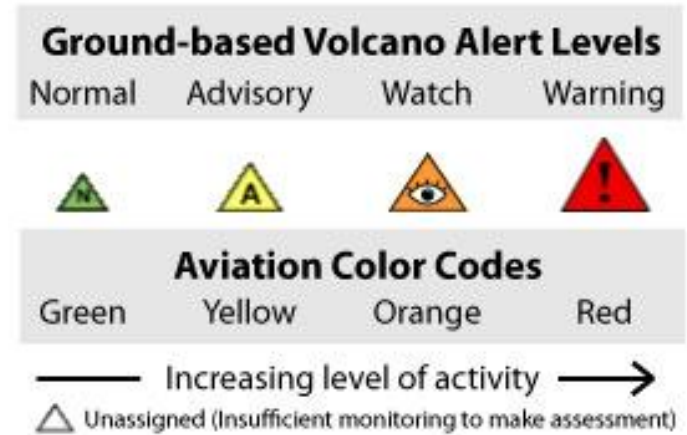 Ground-based Volcano Alert Levels
Normal Advisory Watch Warning
N A !
Aviation Color Codes
Green Yellow Orange Red
Increasing level of activity
Unassigned (Insufficient monitoring to make assessment)